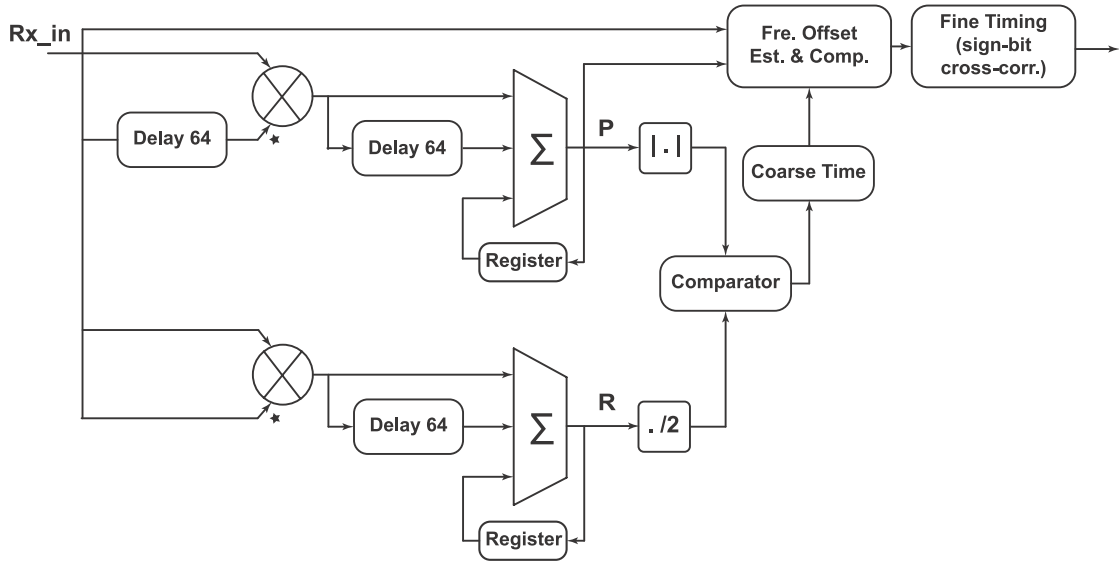 Rx_in
Fre. Offset
Est. & Comp.
Fine Timing
(sign-bit
cross-corr.)
Delay 64
Delay 64
Σ
P
| . |
Coarse Time
Register
Comparator
Delay 64
Σ
R
. /2
Register